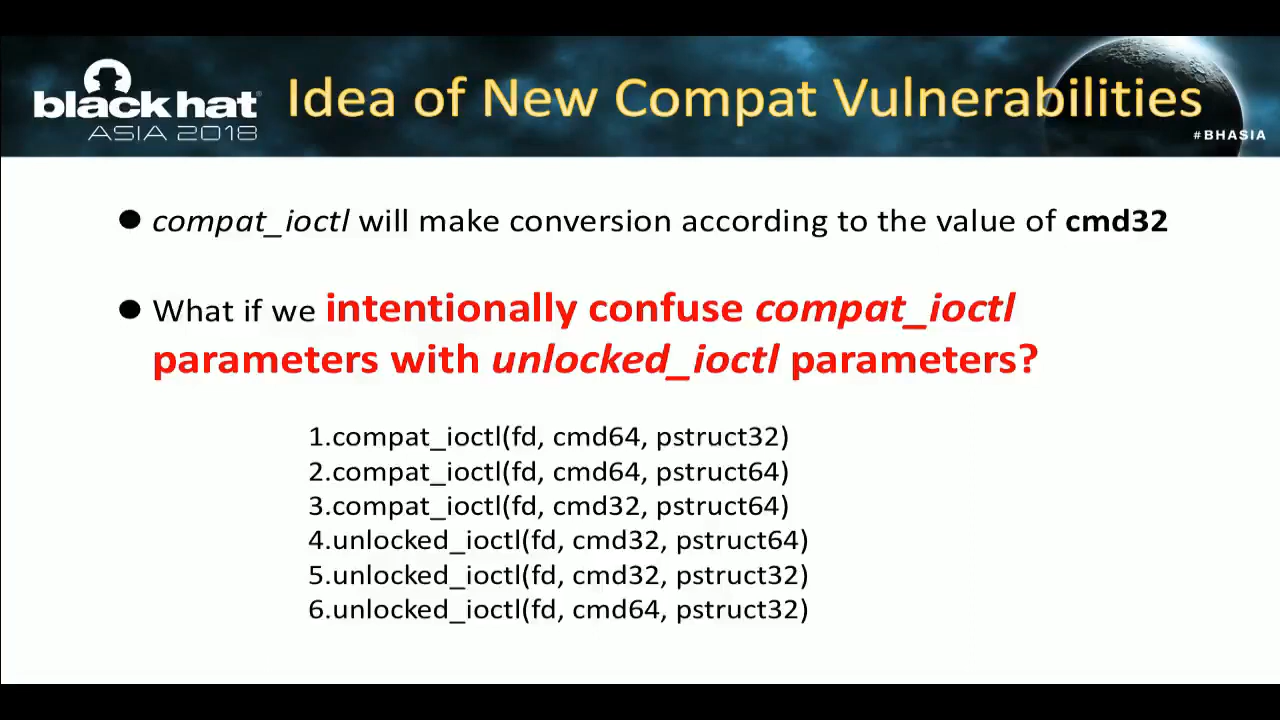 black hat®
ASIA 2018
Idea of New Compat Vulnerabilities
#BHASIA
● compat_ioctl will make conversion according to the value of cmd32
● What if we intentionally confuse compat_ioctl
parameters with unlocked_ioctl parameters?
1.compat_ioctl(fd, cmd64, pstruct32)
2.compat_ioctl(fd, cmd64, pstruct64)
3.compat_ioctl(fd, cmd32, pstruct64)
4.unlocked_ioctl(fd, cmd32, pstruct64)
5.unlocked_ioctl(fd, cmd32, pstruct32)
6.unlocked_ioctl(fd, cmd64, pstruct32)